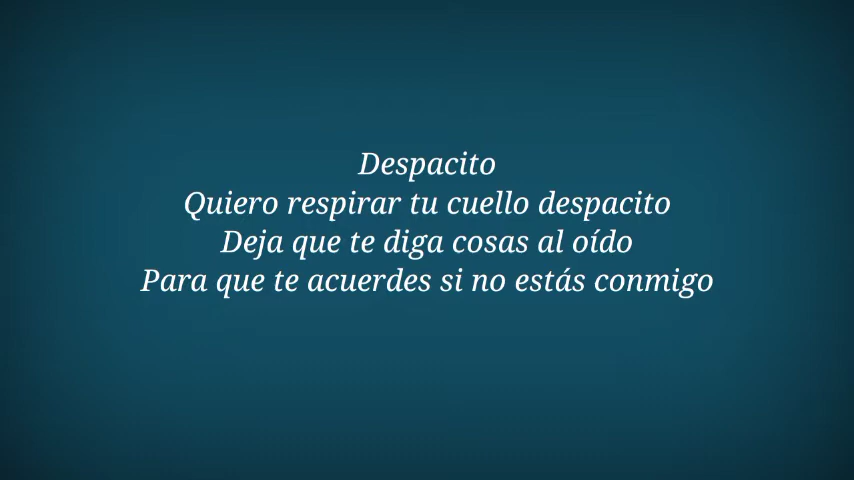 Despacito
Quiero respirar tu cuello despacito
Deja que te diga cosas al oído
Para que te acuerdes si no estás conmigo